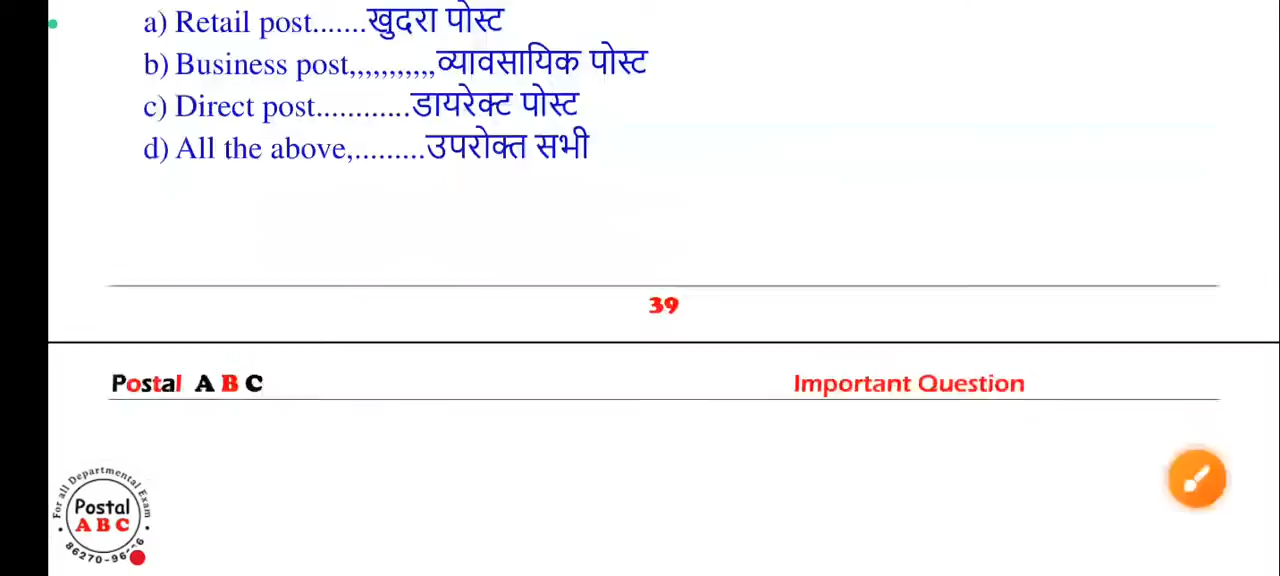 a) Retail post.......खुदरा पोस्ट
b) Business post,,,,,,,,,,,व्यावसायिक पोस्ट
c) Direct post............डायरेक्ट पोस्ट
d) All the above,.........उपरोक्त सभी
39
Postal A B C
Important Question
For all Departmental Exam
Postal
A B C